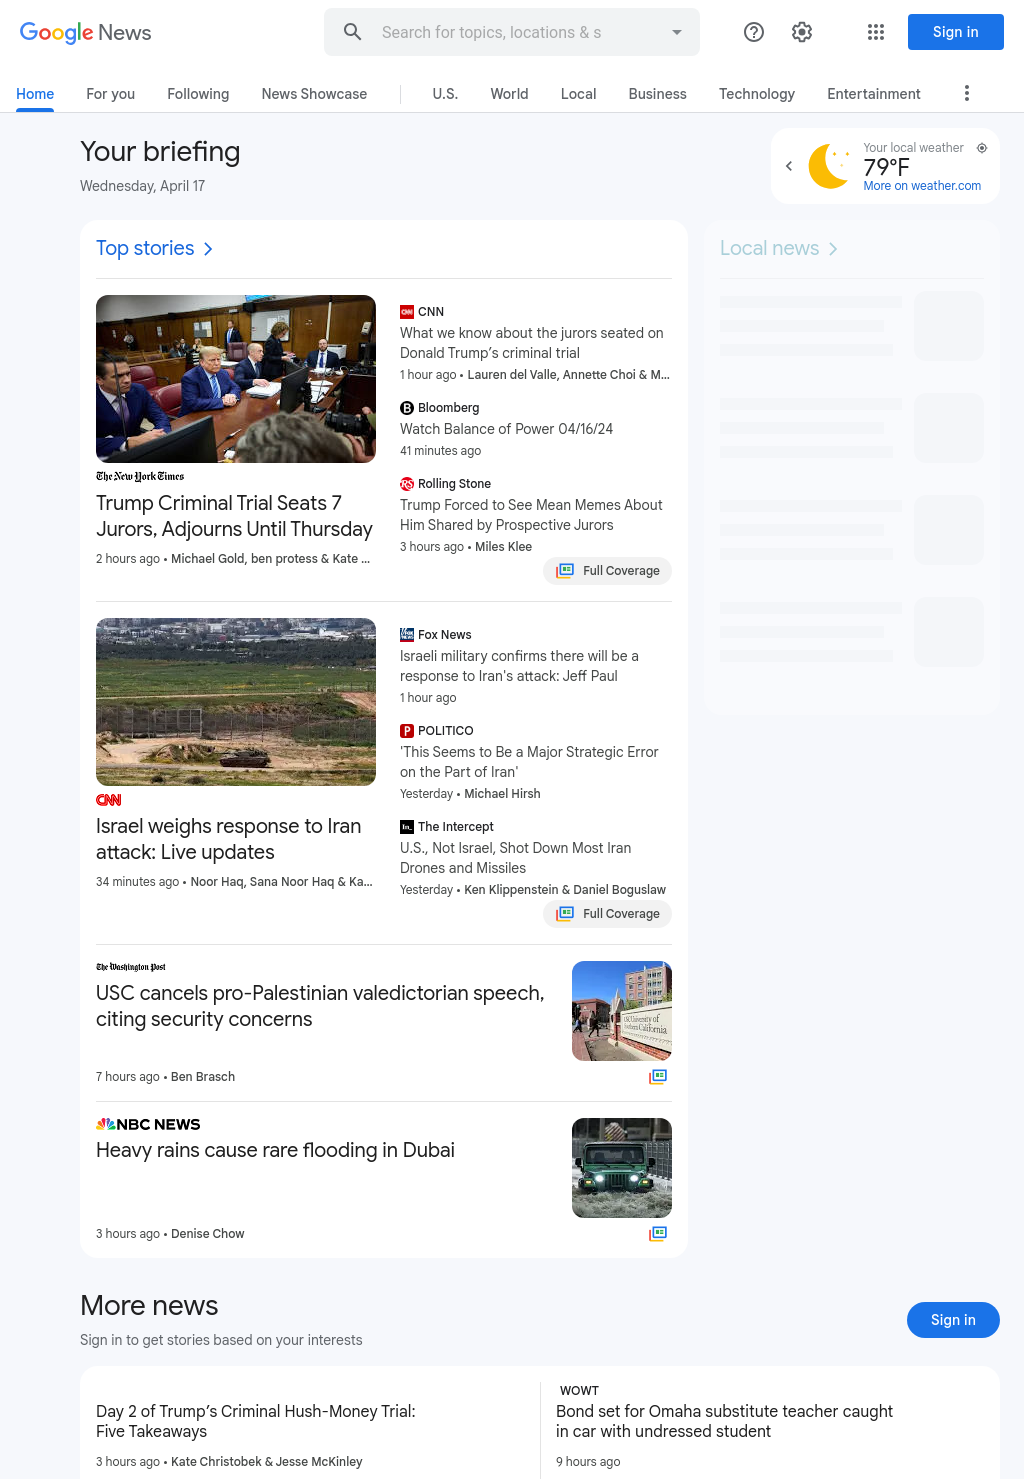 Google News
Search for topics, locations & s
Sign in
Home
For you
Following
News Showcase
U.S.
World
Local
Business
Technology
Entertainment
Your briefing
Wednesday, April 17
Your local weather
79°F
More on weather.com
Top stories
Local news
The New York Times
Trump Criminal Trial Seats 7
Jurors, Adjourns Until Thursday
2 hours ago • Michael Gold, ben protess & Kate ...
CNN
What we know about the jurors seated on
Donald Trump’s criminal trial
1 hour ago • Lauren del Valle, Annette Choi & M...
Bloomberg
Watch Balance of Power 04/16/24
41 minutes ago
Rolling Stone
Trump Forced to See Mean Memes About
Him Shared by Prospective Jurors
3 hours ago • Miles Klee
Full Coverage
CNN
Israel weighs response to Iran
attack: Live updates
34 minutes ago • Noor Haq, Sana Noor Haq & Ka...
Fox News
Israeli military confirms there will be a
response to Iran's attack: Jeff Paul
1 hour ago
POLITICO
'This Seems to Be a Major Strategic Error
on the Part of Iran'
Yesterday • Michael Hirsh
The Intercept
U.S., Not Israel, Shot Down Most Iran
Drones and Missiles
Yesterday • Ken Klippenstein & Daniel Boguslaw
Full Coverage
The Washington Post
USC cancels pro-Palestinian valedictorian speech,
citing security concerns
7 hours ago • Ben Brasch
USC University of
Southern California
NBC NEWS
Heavy rains cause rare flooding in Dubai
3 hours ago • Denise Chow
More news
Sign in to get stories based on your interests
Sign in
Day 2 of Trump’s Criminal Hush-Money Trial:
Five Takeaways
3 hours ago • Kate Christobek & Jesse McKinley
WOWT
Bond set for Omaha substitute teacher caught
in car with undressed student
9 hours ago